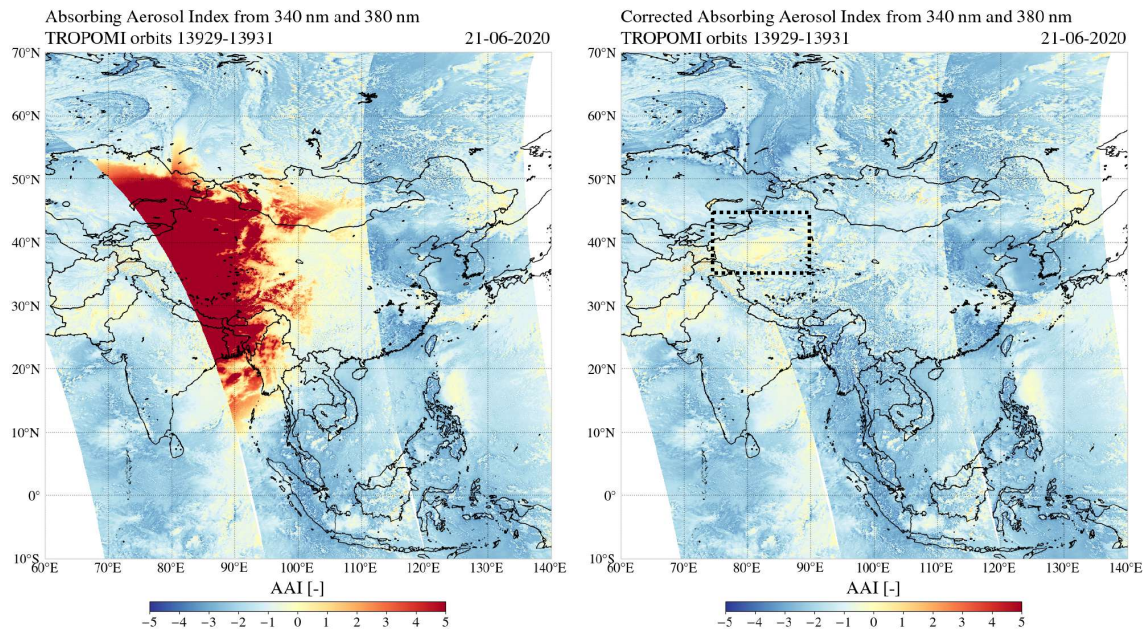 Absorbing Aerosol Index from 340 nm and 380 nm
TROPOMI orbits 13929-13931 21-06-2020
70°N
60°N
50°N
40°N
30°N
20°N
10°N
0°
10°S
60°E 70°E 80°E 90°E 100°E 110°E 120°E 130°E 140°E
AAI [-]
−5 −4 −3 −2 −1 0 1 2 3 4 5
Corrected Absorbing Aerosol Index from 340 nm and 380 nm
TROPOMI orbits 13929-13931 21-06-2020
70°N
60°N
50°N
40°N
30°N
20°N
10°N
0°
10°S
60°E 70°E 80°E 90°E 100°E 110°E 120°E 130°E 140°E
AAI [-]
−5 −4 −3 −2 −1 0 1 2 3 4 5